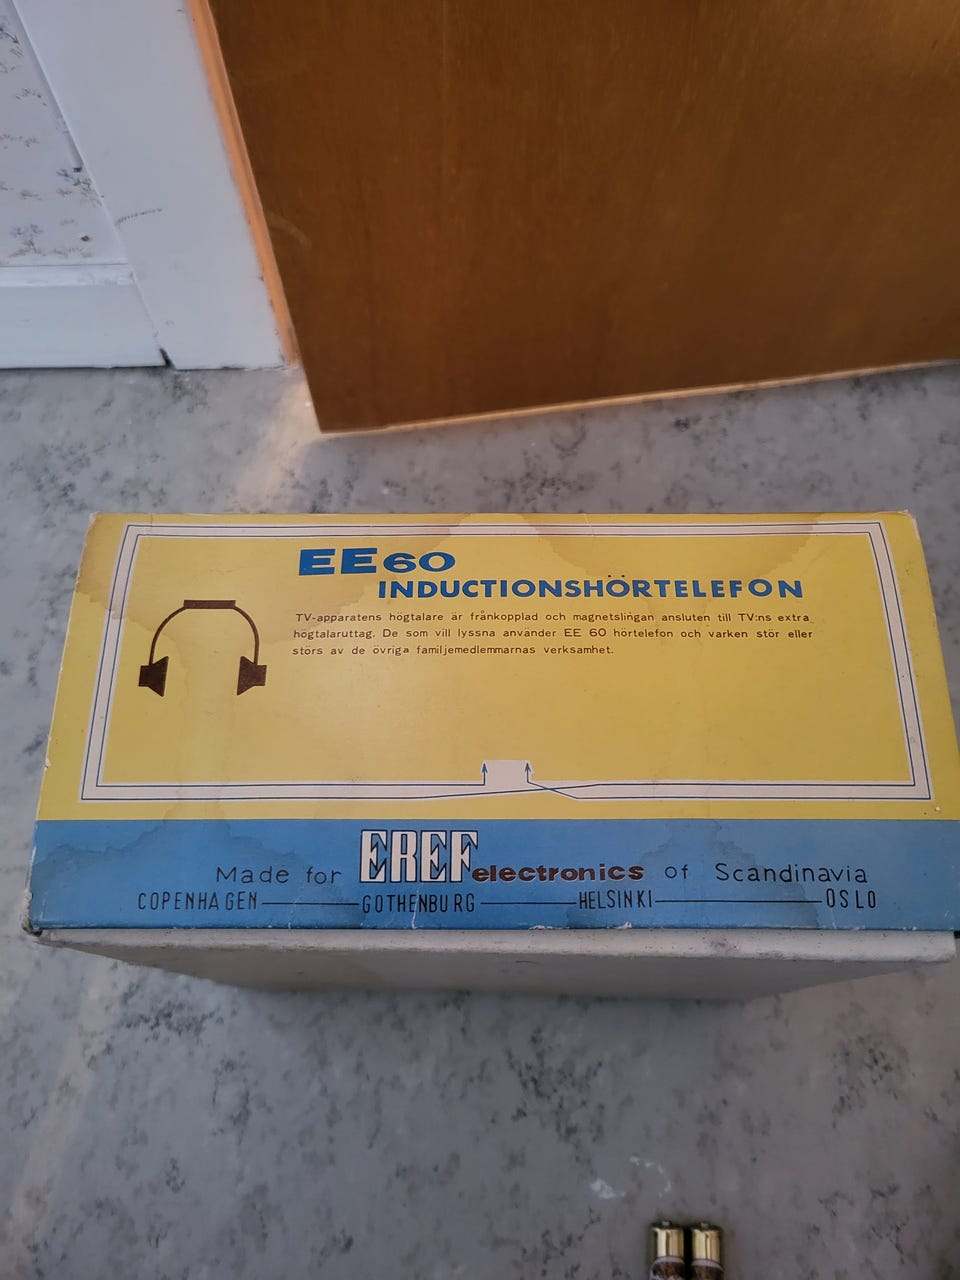 EE60
INDUCTIONSHÖRTELEFON
TV-apparatens högtalare är frånkopplad och magnetslingan ansluten till TV:ns extra
högtalaruttag. De som vill lyssna använder EE 60 hörtelefon och varken stör eller
störs av de övriga familjemedlemmarnas verksamhet.
Made for EREF electronics of Scandinavia
COPENHAGEN — GOTHENBURG — HELSINKI — OSLO